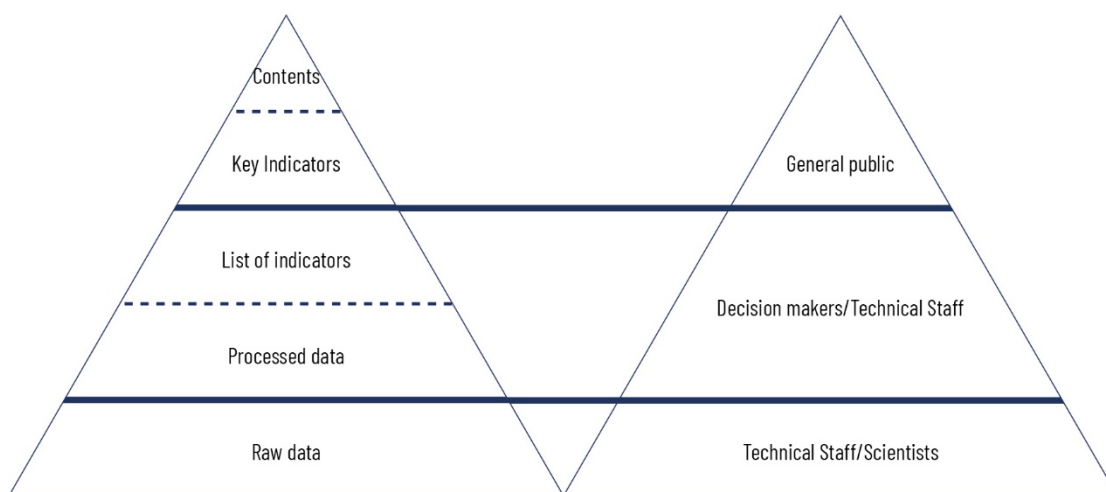 Contents
Key Indicators
General public
List of indicators
Decision makers/Technical Staff
Processed data
Raw data
Technical Staff/Scientists